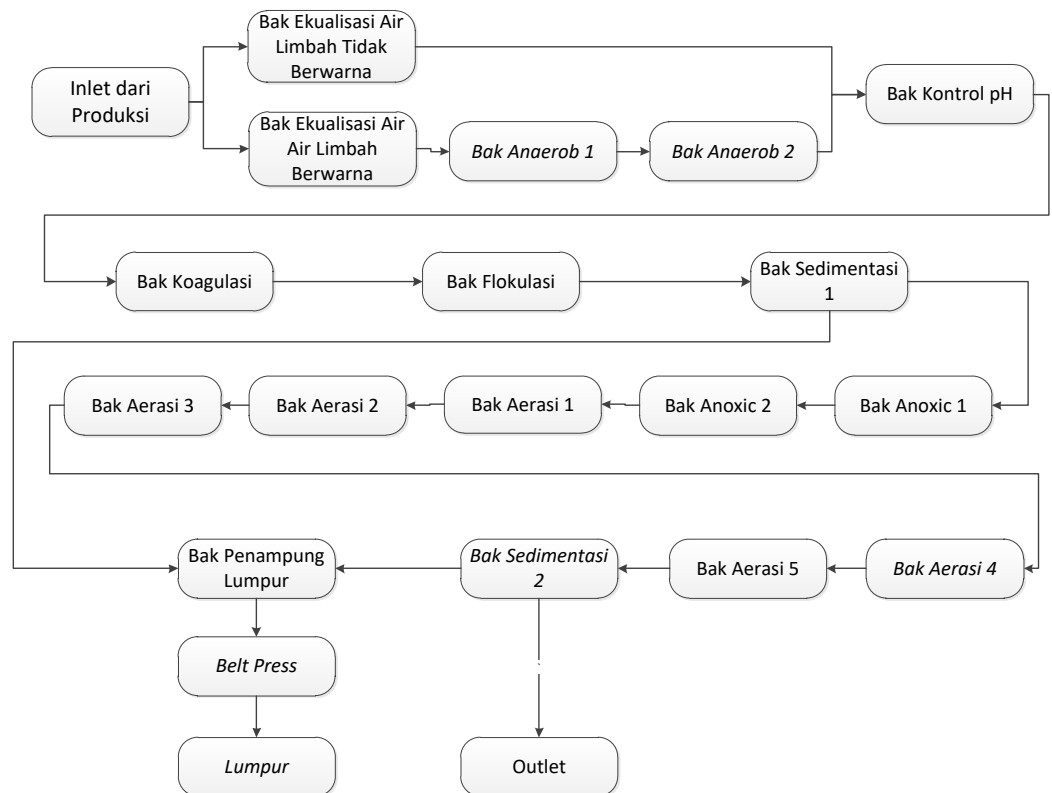 Bak Ekualisasi Air
Limbah Tidak
Berwarna
Inlet dari
Produksi
Bak Kontrol pH
Bak Ekualisasi Air
Air Limbah
Berwarna
Bak Anaerob 1
Bak Anaerob 2
Bak Koagulasi
Bak Flokulasi
Bak Sedimentasi
1
Bak Aerasi 3
Bak Aerasi 2
Bak Aerasi 1
Bak Anoxic 2
Bak Anoxic 1
Bak Penampung
Lumpur
Bak Sedimentasi
2
Bak Aerasi 5
Bak Aerasi 4
Belt Press
Lumpur
Outlet